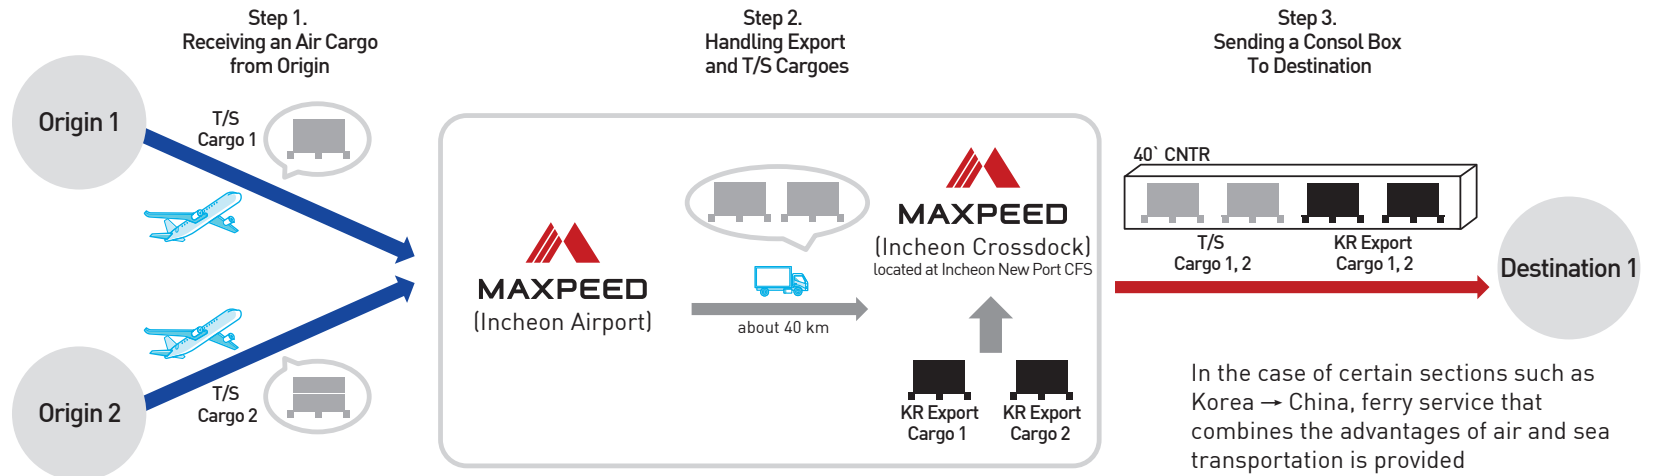 Step 1.
Receiving an Air Cargo
from Origin
Step 2.
Handling Export
and T/S Cargoes
Step 3.
Sending a Consol Box
To Destination
Origin 1
T/S
Cargo 1
Origin 2
T/S
Cargo 2
MAXPEED
(Incheon Airport)
about 40 km
MAXPEED
(Incheon Crossdock)
located at Incheon New Port CFS
KR Export
Cargo 1
KR Export
Cargo 2
40` CNTR
T/S
Cargo 1, 2
KR Export
Cargo 1, 2
Destination 1
In the case of certain sections such as
Korea → China, ferry service that
combines the advantages of air and sea
transportation is provided